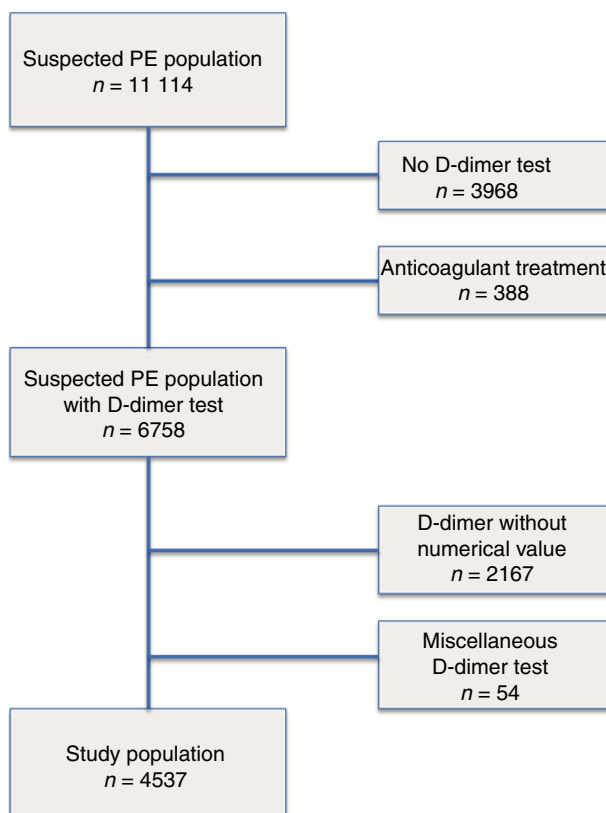 Suspected PE population
n = 11 114
No D-dimer test
n = 3968
Anticoagulant treatment
n = 388
Suspected PE population
with D-dimer test
n = 6758
D-dimer without
numerical value
n = 2167
Miscellaneous
D-dimer test
n = 54
Study population
n = 4537